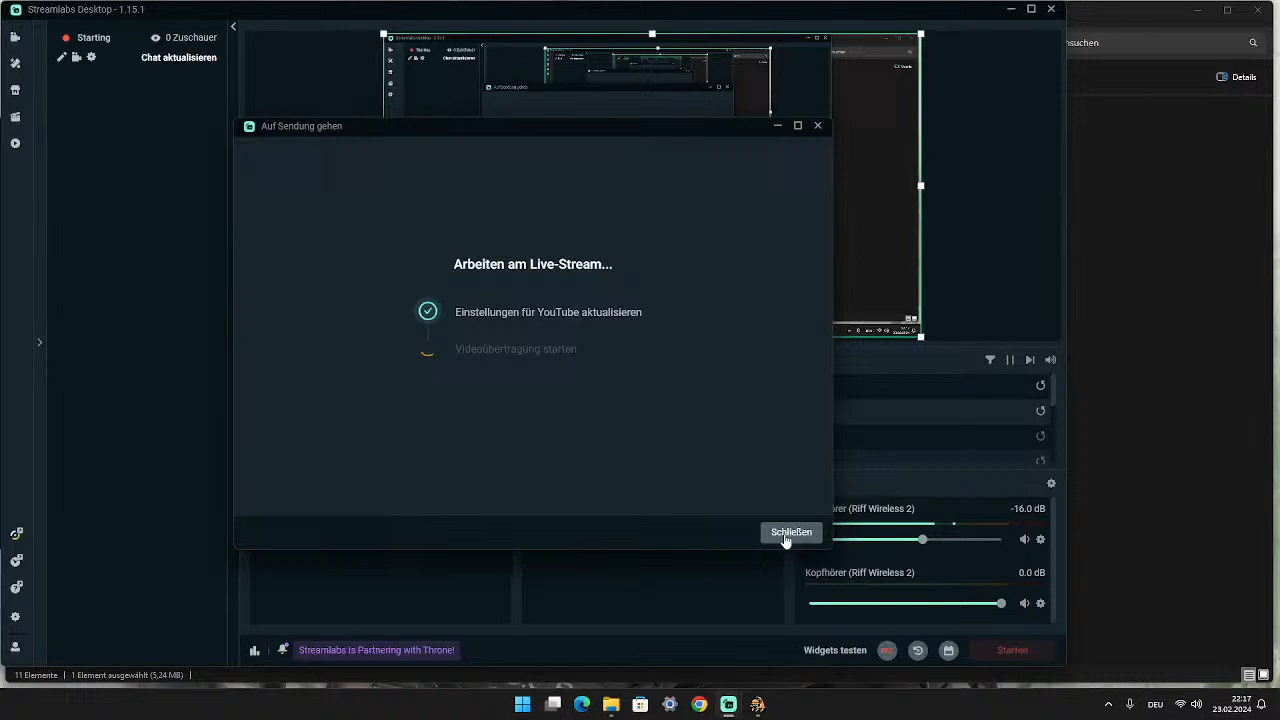 Streamlabs Desktop - 1.15.1
Starting
0 Zuschauer
Chat aktualisieren
Details
Auf Sendung gehen
Auf Sendung gehen
Arbeiten am Live-Stream...
Einstellungen für YouTube aktualisieren
Videoübertragung starten
Schließen
(Riff Wireless 2)
-16.0 dB
Kopfhörer (Riff Wireless 2)
0.0 dB
Streamlabs Is Partnering with Throne!
Widgets testen
REC
Starten
11 Elemente
1 Element ausgewählt (5,24 MB)
DEU
22:17
23.02.2024